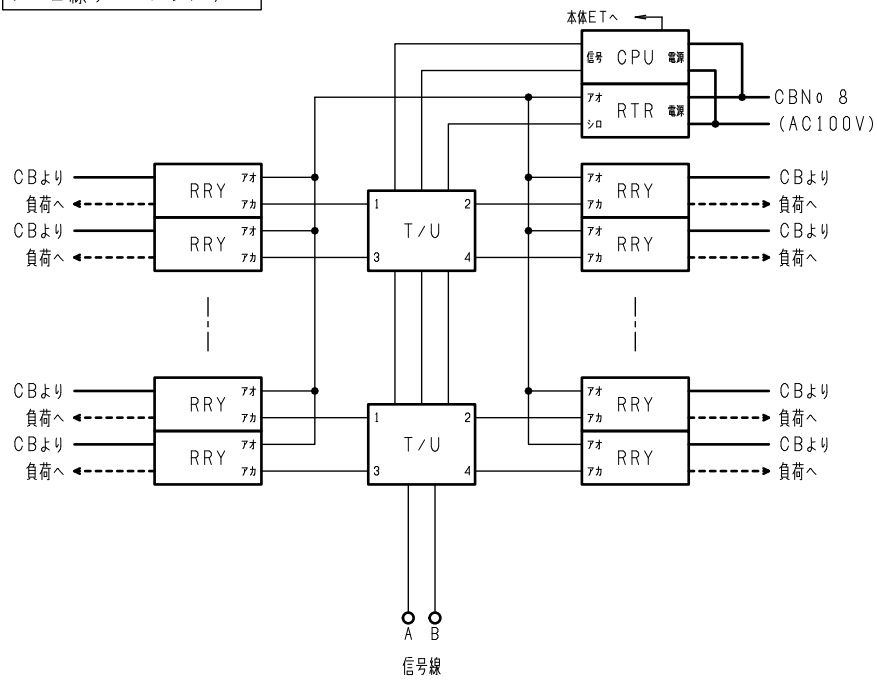 本体ETへ
信号 CPU 電源
アオ RTR 電源
シロ
CBNo 8
(AC100V)
CBより
負荷へ
CBより
負荷へ
RRY アオ
アカ
RRY アオ
アカ
1 2
T/U
3 4
アオ RRY
アカ
アオ RRY
アカ
CBより
負荷へ
CBより
負荷へ
CBより
負荷へ
CBより
負荷へ
RRY アオ
アカ
RRY アオ
アカ
1 2
T/U
3 4
アオ RRY
アカ
アオ RRY
アカ
CBより
負荷へ
CBより
負荷へ
A B
信号線